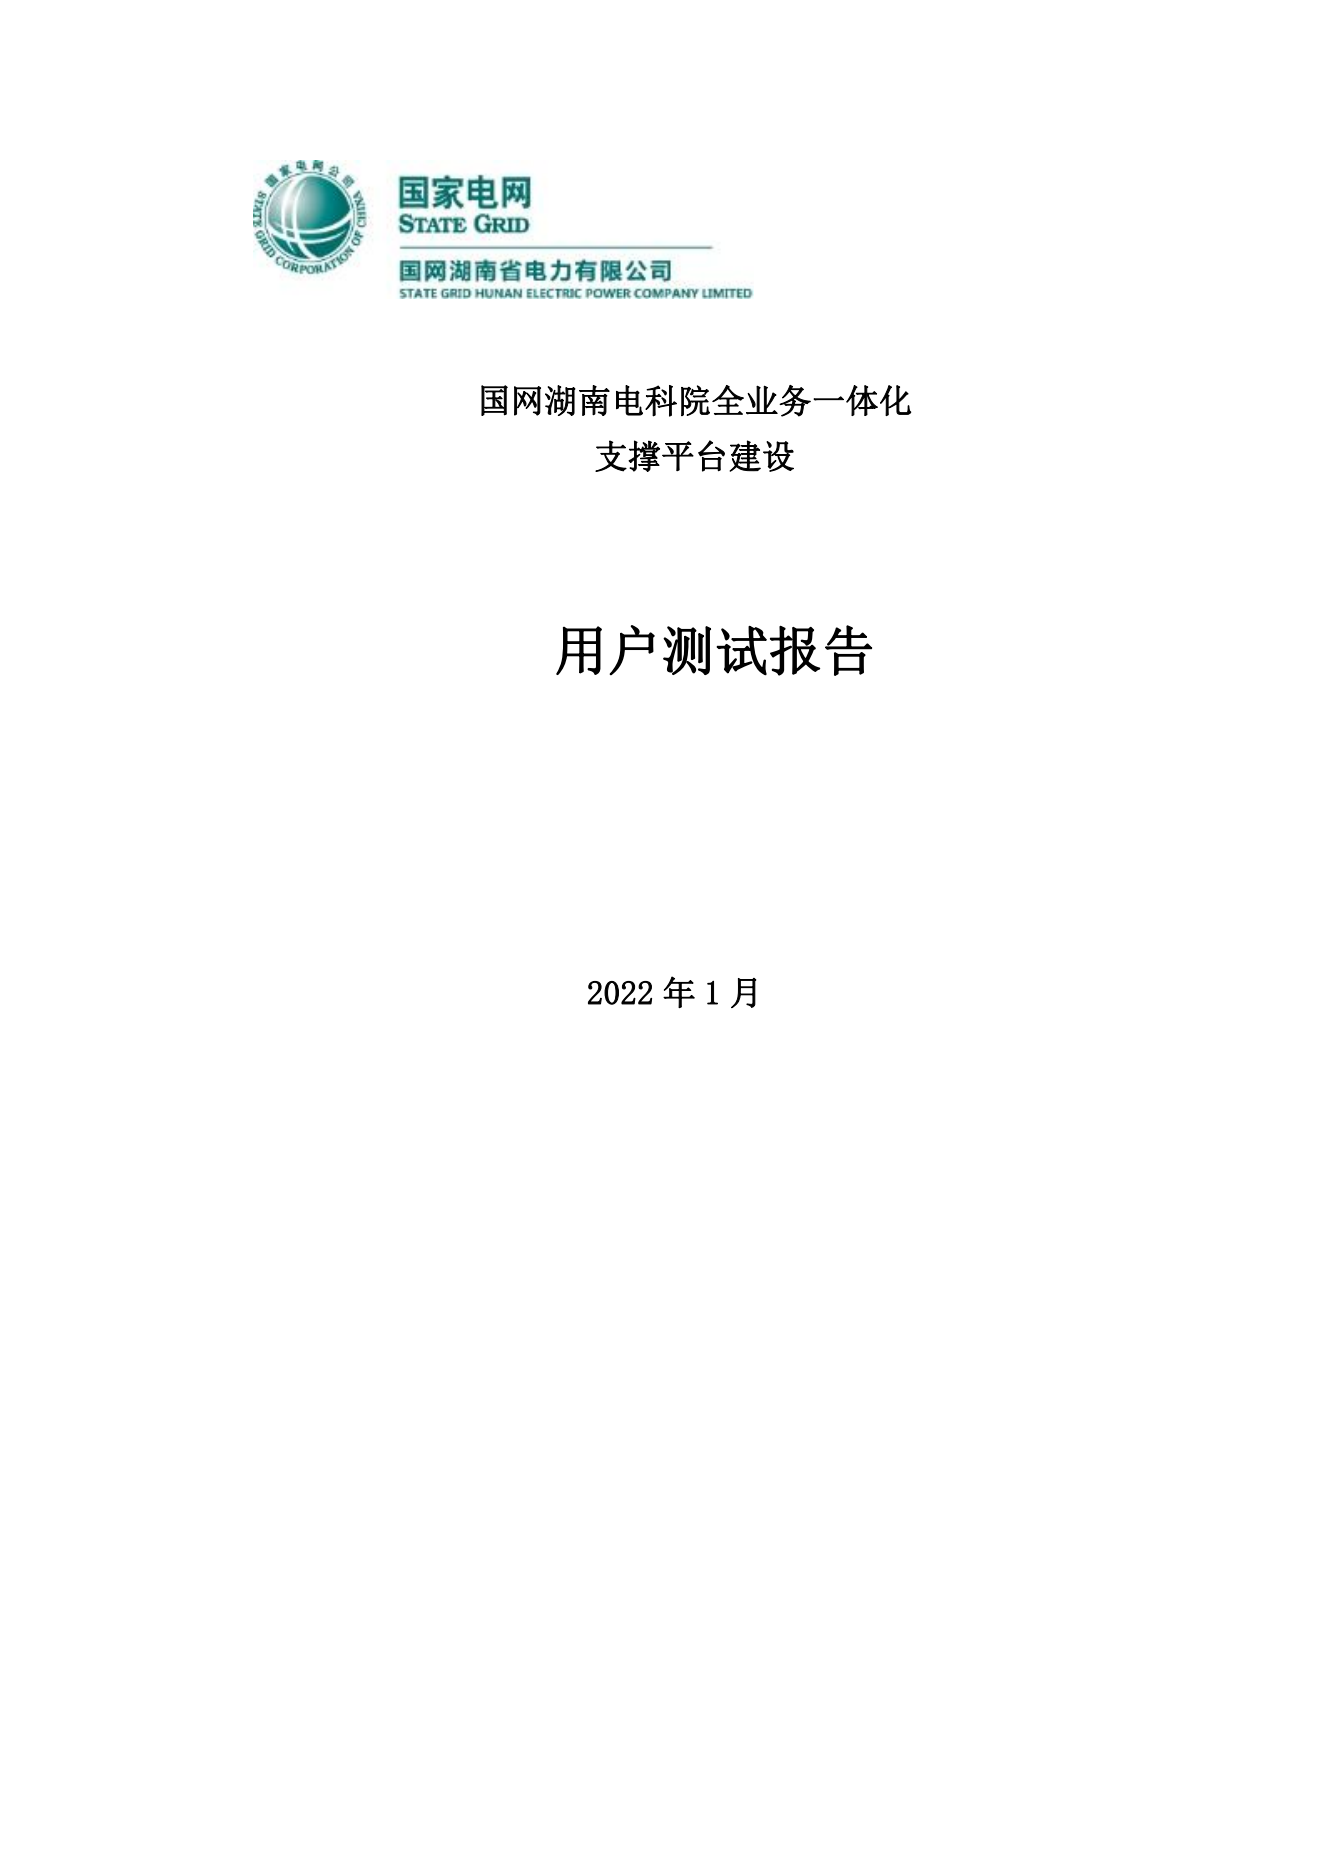 国家电网公司
STATE GRID CORPORATION OF CHINA
国家电网
STATE GRID
国网湖南省电力有限公司
STATE GRID HUNAN ELECTRIC POWER COMPANY LIMITED
国网湖南电科院全业务一体化
支撑平台建设
用户测试报告
2022 年 1 月